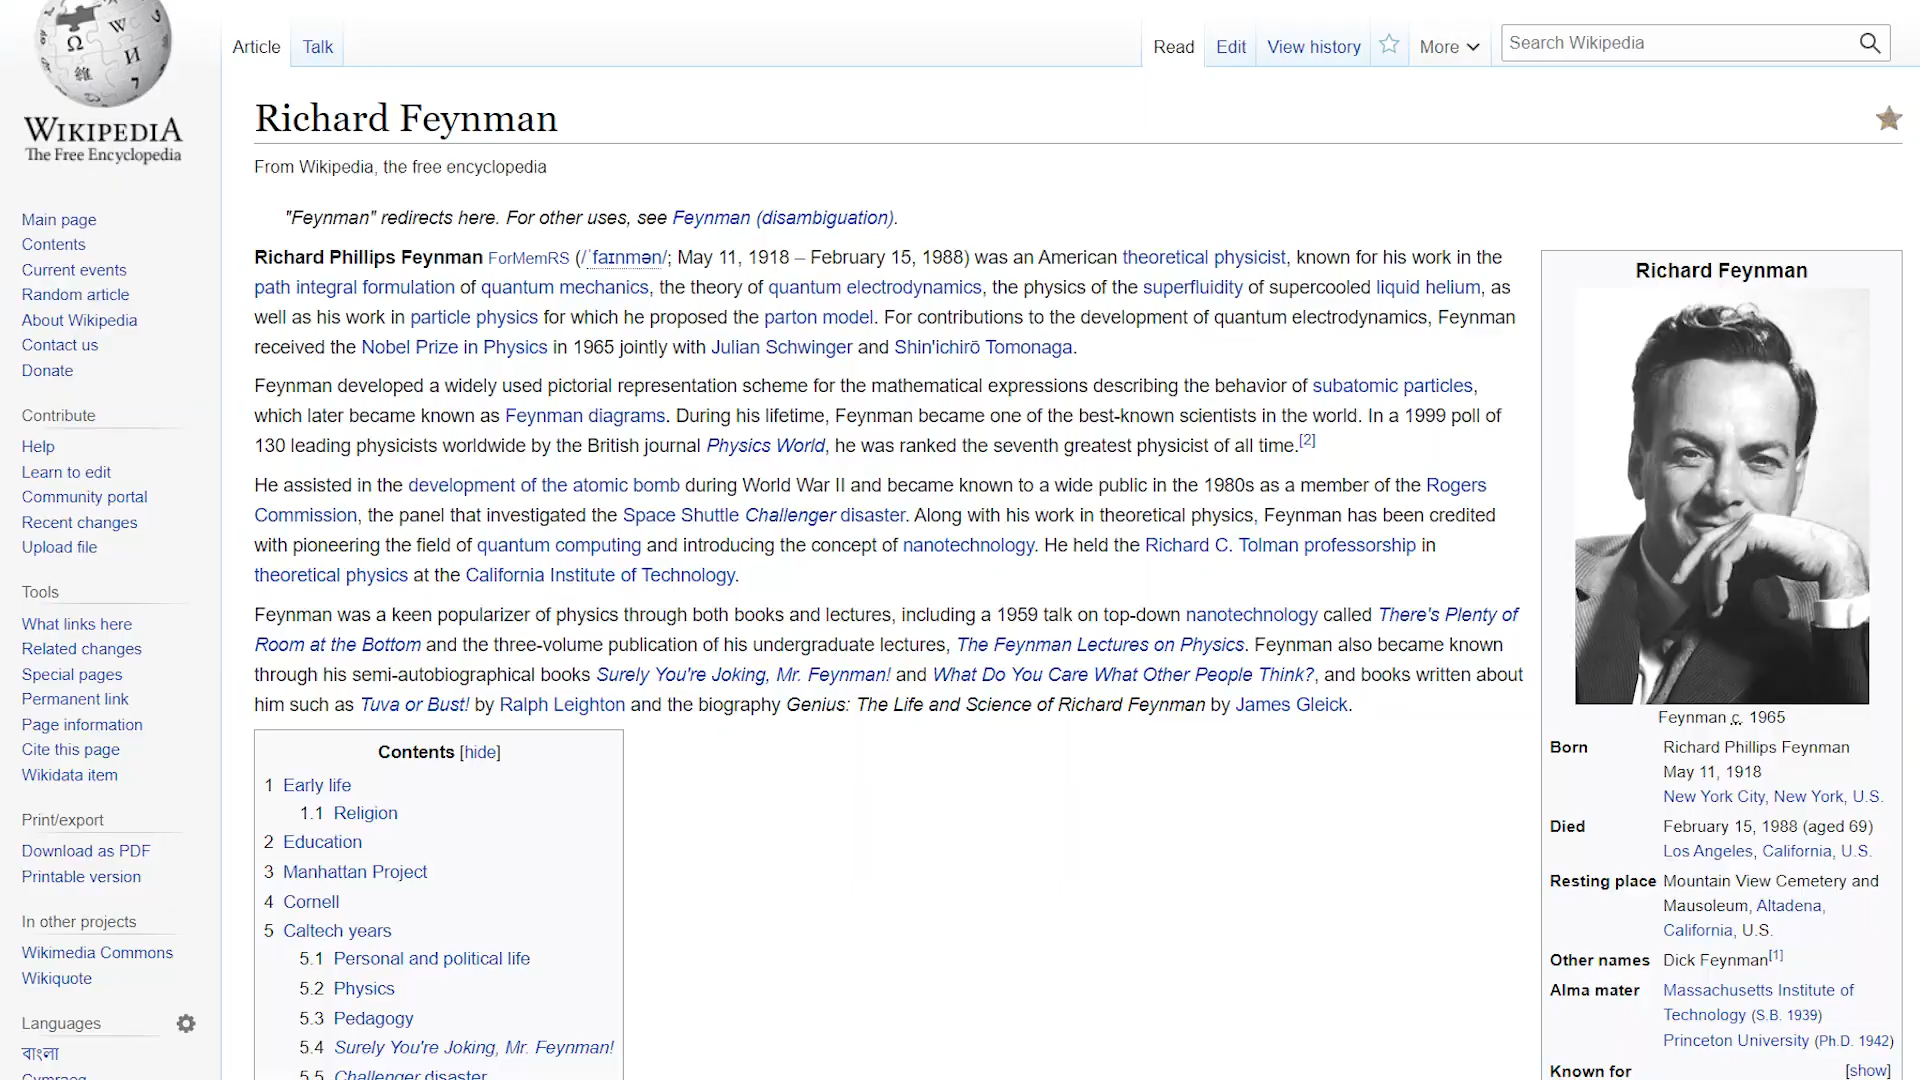 Article
Talk
Read
Edit
View history
More
Search Wikipedia
WIKIPEDIA
The Free Encyclopedia
Main page
Contents
Current events
Random article
About Wikipedia
Contact us
Donate
Contribute
Help
Learn to edit
Community portal
Recent changes
Upload file
Tools
What links here
Related changes
Special pages
Permanent link
Page information
Cite this page
Wikidata item
Print/export
Download as PDF
Printable version
In other projects
Wikimedia Commons
Wikiquote
Languages
বাংলা
Cymraeg
Richard Feynman
From Wikipedia, the free encyclopedia
"Feynman" redirects here. For other uses, see Feynman (disambiguation).
Richard Phillips Feynman ForMemRS (/ˈfaɪnmən/; May 11, 1918 – February 15, 1988) was an American theoretical physicist, known for his work in the
path integral formulation of quantum mechanics, the theory of quantum electrodynamics, the physics of the superfluidity of supercooled liquid helium, as
well as his work in particle physics for which he proposed the parton model. For contributions to the development of quantum electrodynamics, Feynman
received the Nobel Prize in Physics in 1965 jointly with Julian Schwinger and Shin'ichirō Tomonaga.
Feynman developed a widely used pictorial representation scheme for the mathematical expressions describing the behavior of subatomic particles,
which later became known as Feynman diagrams. During his lifetime, Feynman became one of the best-known scientists in the world. In a 1999 poll of
130 leading physicists worldwide by the British journal Physics World, he was ranked the seventh greatest physicist of all time.[2]
He assisted in the development of the atomic bomb during World War II and became known to a wide public in the 1980s as a member of the Rogers
Commission, the panel that investigated the Space Shuttle Challenger disaster. Along with his work in theoretical physics, Feynman has been credited
with pioneering the field of quantum computing and introducing the concept of nanotechnology. He held the Richard C. Tolman professorship in
theoretical physics at the California Institute of Technology.
Feynman was a keen popularizer of physics through both books and lectures, including a 1959 talk on top-down nanotechnology called There's Plenty of
Room at the Bottom and the three-volume publication of his undergraduate lectures, The Feynman Lectures on Physics. Feynman also became known
through his semi-autobiographical books Surely You're Joking, Mr. Feynman! and What Do You Care What Other People Think?, and books written about
him such as Tuva or Bust! by Ralph Leighton and the biography Genius: The Life and Science of Richard Feynman by James Gleick.
Contents [hide]
1 Early life
1.1 Religion
2 Education
3 Manhattan Project
4 Cornell
5 Caltech years
5.1 Personal and political life
5.2 Physics
5.3 Pedagogy
5.4 Surely You're Joking, Mr. Feynman!
5.5 Challenger disaster
Richard Feynman
Feynman c. 1965
Born Richard Phillips Feynman
May 11, 1918
New York City, New York, U.S.
Died February 15, 1988 (aged 69)
Los Angeles, California, U.S.
Resting place Mountain View Cemetery and
Mausoleum, Altadena,
California, U.S.
Other names Dick Feynman[1]
Alma mater Massachusetts Institute of
Technology (S.B. 1939)
Princeton University (Ph.D. 1942)
Known for [show]